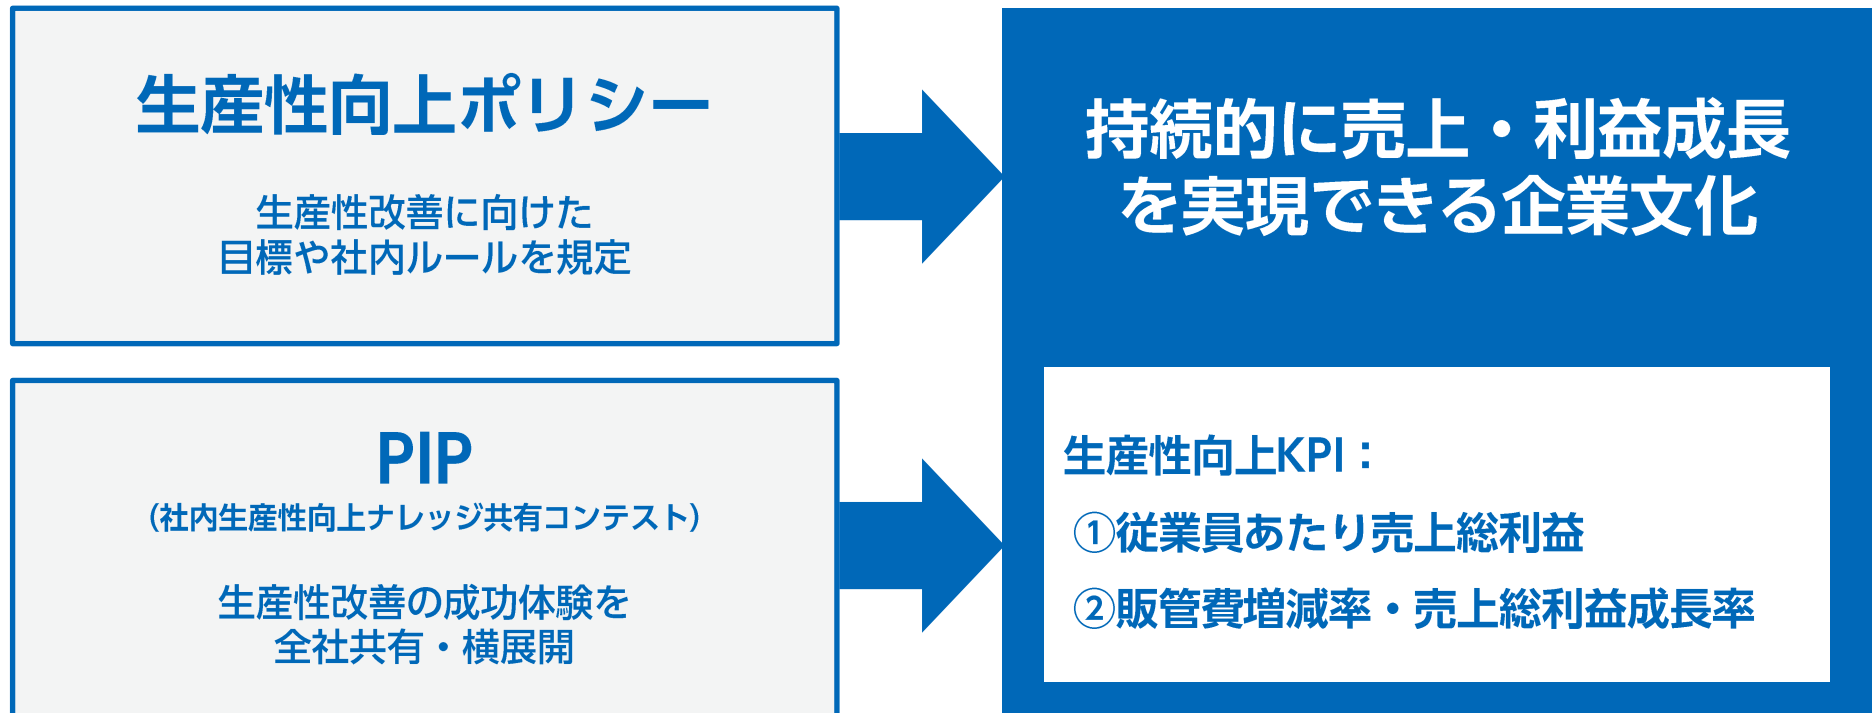 生産性向上ポリシー
生産性改善に向けた
目標や社内ルールを規定
PIP
（社内生産性向上ナレッジ共有コンテスト）
生産性改善の成功体験を
全社共有・横展開
持続的に売上・利益成長
を実現できる企業文化
生産性向上KPI：
①従業員あたり売上総利益
②販管費増減率・売上総利益成長率